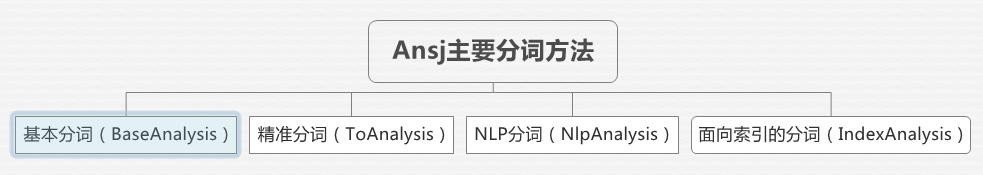 Ansj主要分词方法
基本分词（BaseAnalysis）
精准分词（ToAnalysis）
NLP分词（NlpAnalysis）
面向索引的分词（IndexAnalysis）